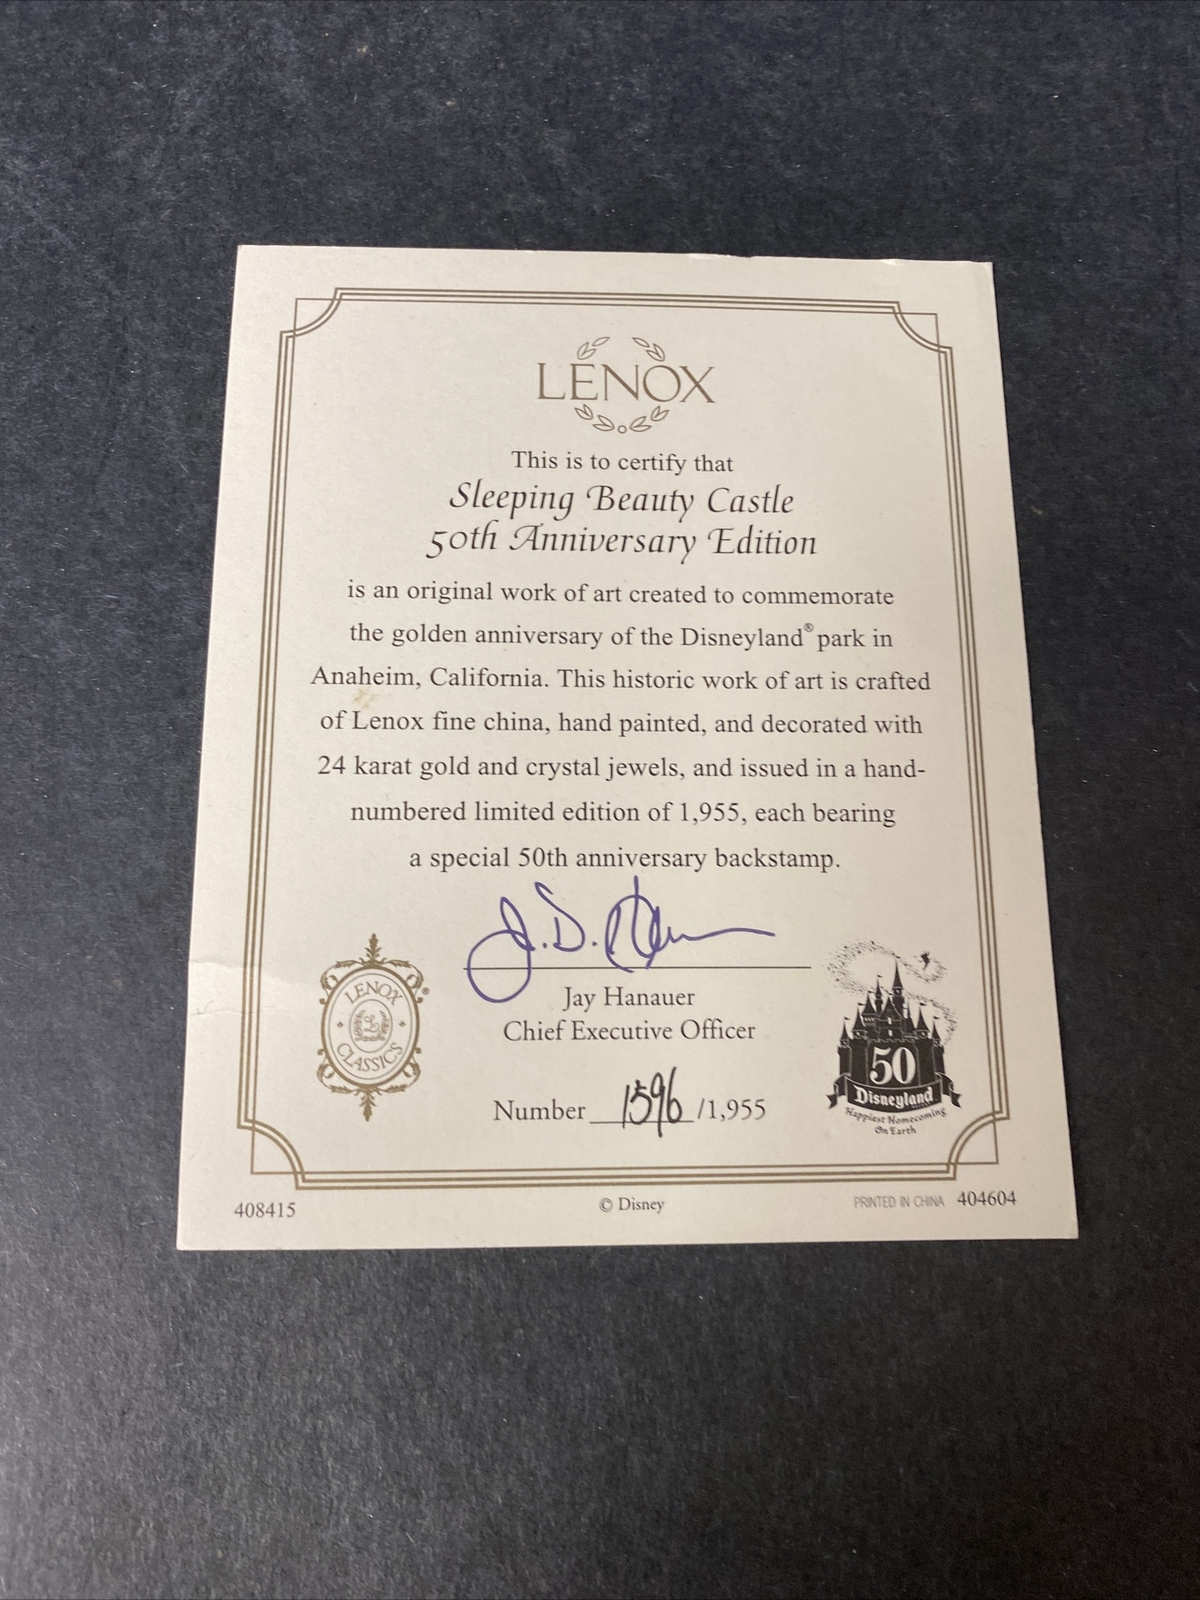 LENOX
This is to certify that
Sleeping Beauty Castle
50th Anniversary Edition
is an original work of art created to commemorate
the golden anniversary of the Disneyland® park in
Anaheim, California. This historic work of art is crafted
of Lenox fine china, hand painted, and decorated with
24 karat gold and crystal jewels, and issued in a hand-
numbered limited edition of 1,955, each bearing
a special 50th anniversary backstamp.
J. D. Hanauer
Jay Hanauer
Chief Executive Officer
Number 1596 /1,955
LENOX ®
L
CLASSICS
50
Disneyland
Happiest Homecoming
On Earth
408415
© Disney
PRINTED IN CHINA 404604